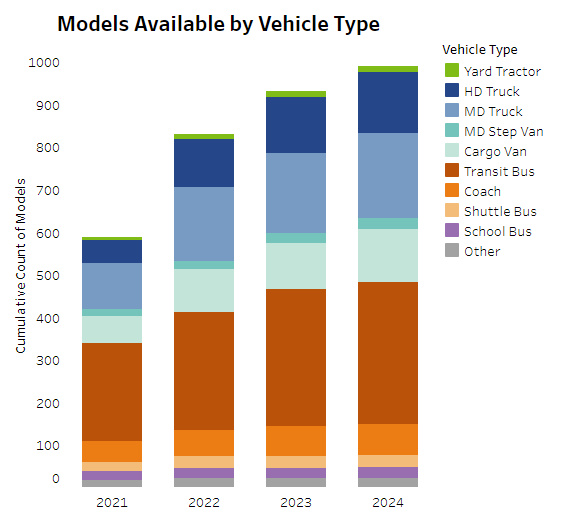 Models Available by Vehicle Type
Cumulative Count of Models
1000
900
800
700
600
500
400
300
200
100
0
2021 2022 2023 2024
Vehicle Type
Yard Tractor
HD Truck
MD Truck
MD Step Van
Cargo Van
Transit Bus
Coach
Shuttle Bus
School Bus
Other